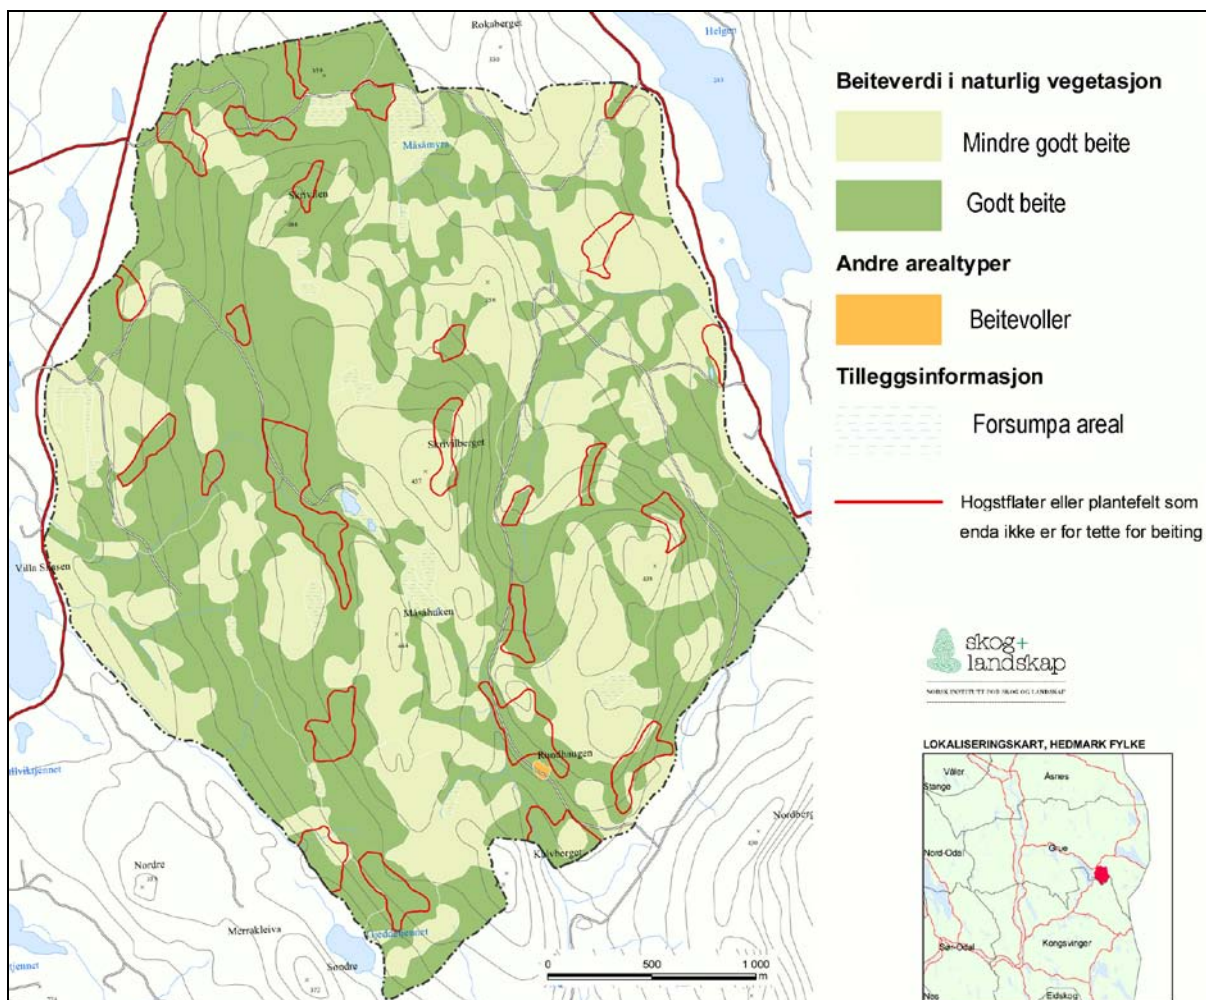 Rokaberget
Helgen
Måsåmyra
Skrivilen
Skrivilberget
437
Villa Skasen
Måsåhuken
Rundhaugen
Kalvberget
Nordberg
Nordre
Merrakleiva
Søndre
372
0 500 1 000
m
Beiteverdi i naturlig vegetasjon
Mindre godt beite
Godt beite
Andre arealtyper
Beitevoller
Tilleggsinformasjon
Forsumpa areal
Hogstflater eller plantefelt som
enda ikke er for tette for beiting
skog+
landskap
NORSK INSTITUTT FOR SKOG OG LANDSKAP
LOKALISERINGSKART, HEDMARK FYLKE
Våler
Åsnes
Stange
Nord-Odal
Grue
Sør-Odal
Kongsvinger
Nes
Eidskog